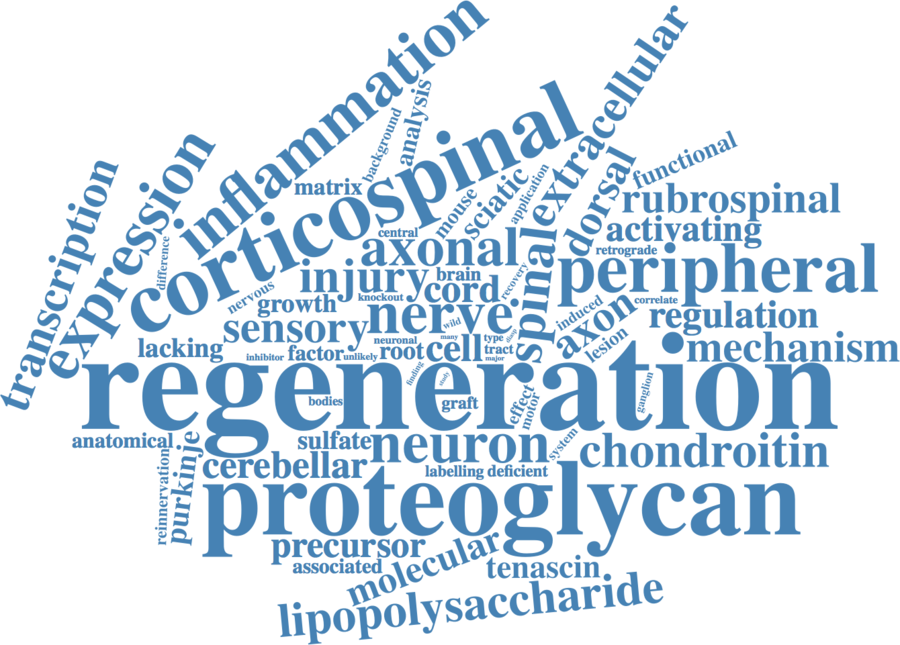 inflammation
extracellular
background
analysis
corticospinal
transcription
expression
matrix
mouse
sciatic
application
dorsal
functional
rubrospinal
difference
central
axonal
spinal
activating
retrograde
injury
brain
recovery
peripheral
nervous
growth
knockout
cord
induced
correlate
sensory
nerve
wild
axon
regulation
lacking
inhibitor
factor
unlikely
neuronal
root
many
cell
type
tract
major
lesion
mechanism
regeneration
finding
study
bodies
graft
effect
motor
ganglion
anatomical
sulfate
neuron
system
chondroitin
reinnervation
purkinje
cerebellar
labelling deficient
proteoglycan
precursor
associated
molecular
tenascin
lipopolysaccharide